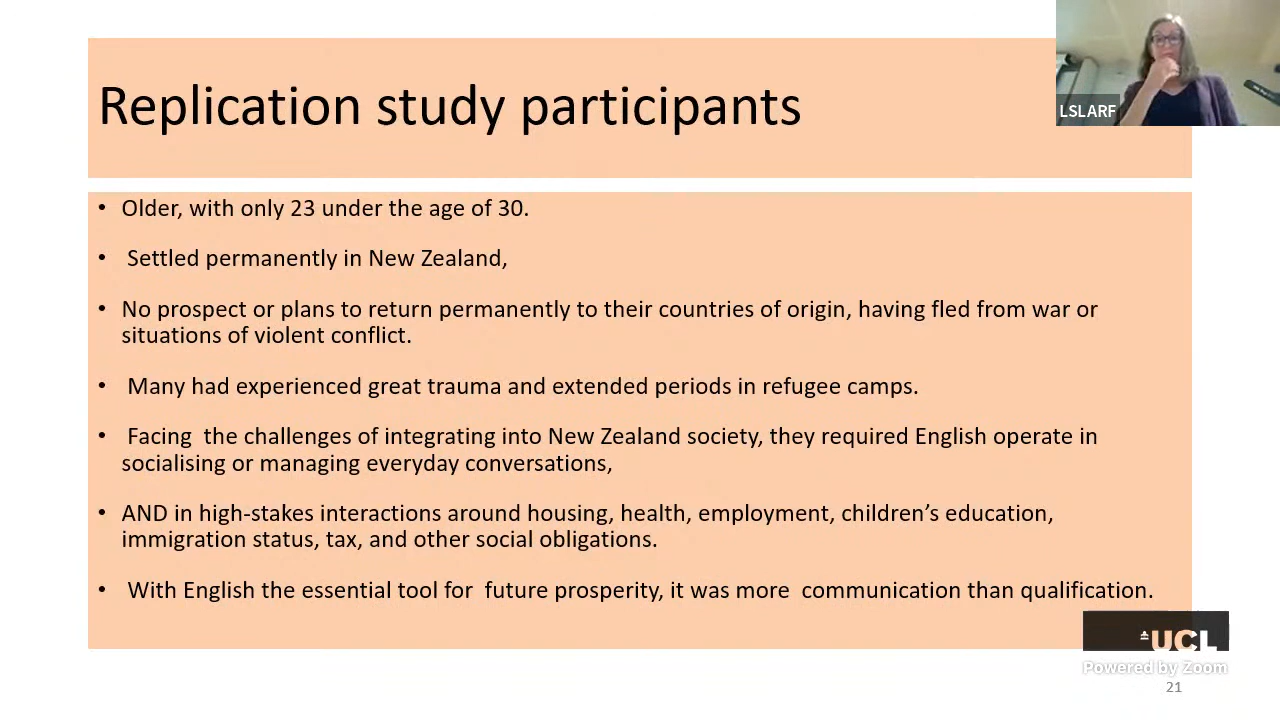 Replication study participants
LSLARF
• Older, with only 23 under the age of 30.
• Settled permanently in New Zealand,
• No prospect or plans to return permanently to their countries of origin, having fled from war or
situations of violent conflict.
• Many had experienced great trauma and extended periods in refugee camps.
• Facing the challenges of integrating into New Zealand society, they required English operate in
socialising or managing everyday conversations,
• AND in high-stakes interactions around housing, health, employment, children’s education,
immigration status, tax, and other social obligations.
• With English the essential tool for future prosperity, it was more communication than qualification.
UCL
Powered by Zoom
21